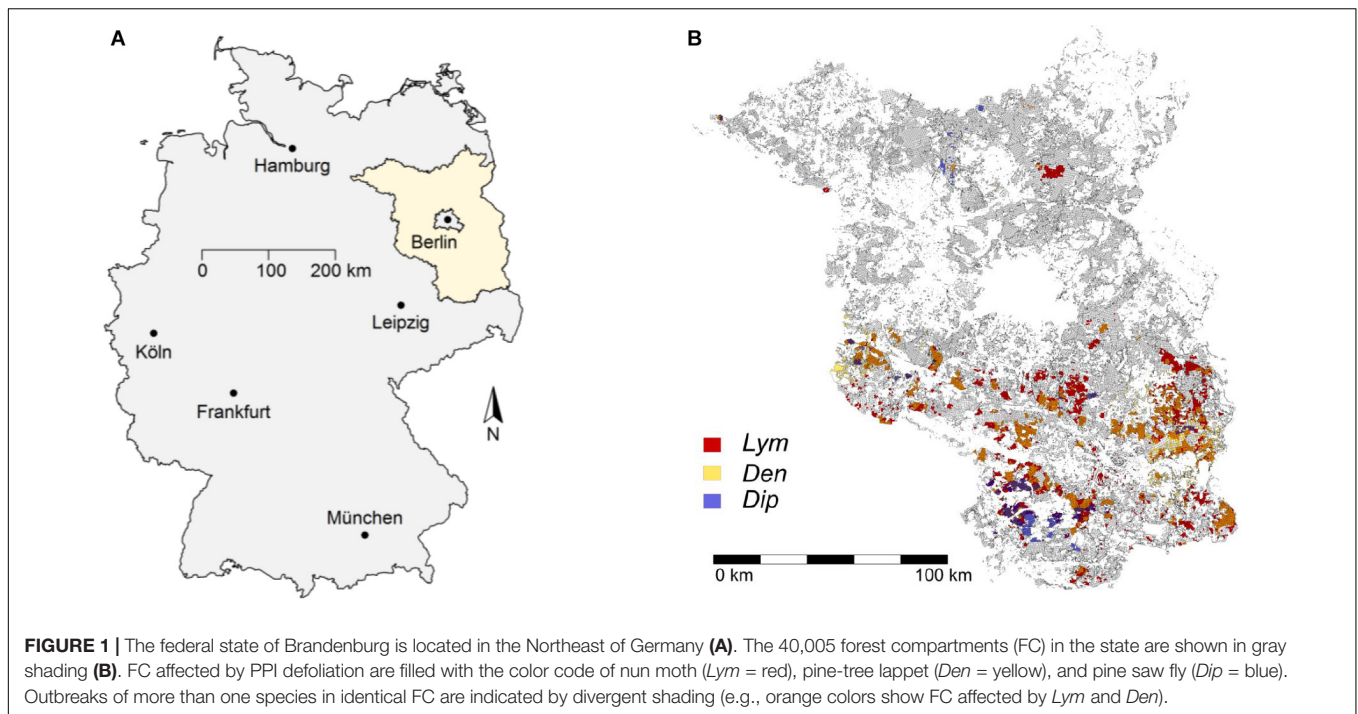 A
B
Hamburg
Berlin
0 100 200 km
Leipzig
Köln
Frankfurt
N
München
Lym
Den
Dip
0 km 100 km
FIGURE 1 | The federal state of Brandenburg is located in the Northeast of Germany (A). The 40,005 forest compartments (FC) in the state are shown in gray
shading (B). FC affected by PPI defoliation are filled with the color code of nun moth (Lym = red), pine-tree lappet (Den = yellow), and pine saw fly (Dip = blue).
Outbreaks of more than one species in identical FC are indicated by divergent shading (e.g., orange colors show FC affected by Lym and Den).